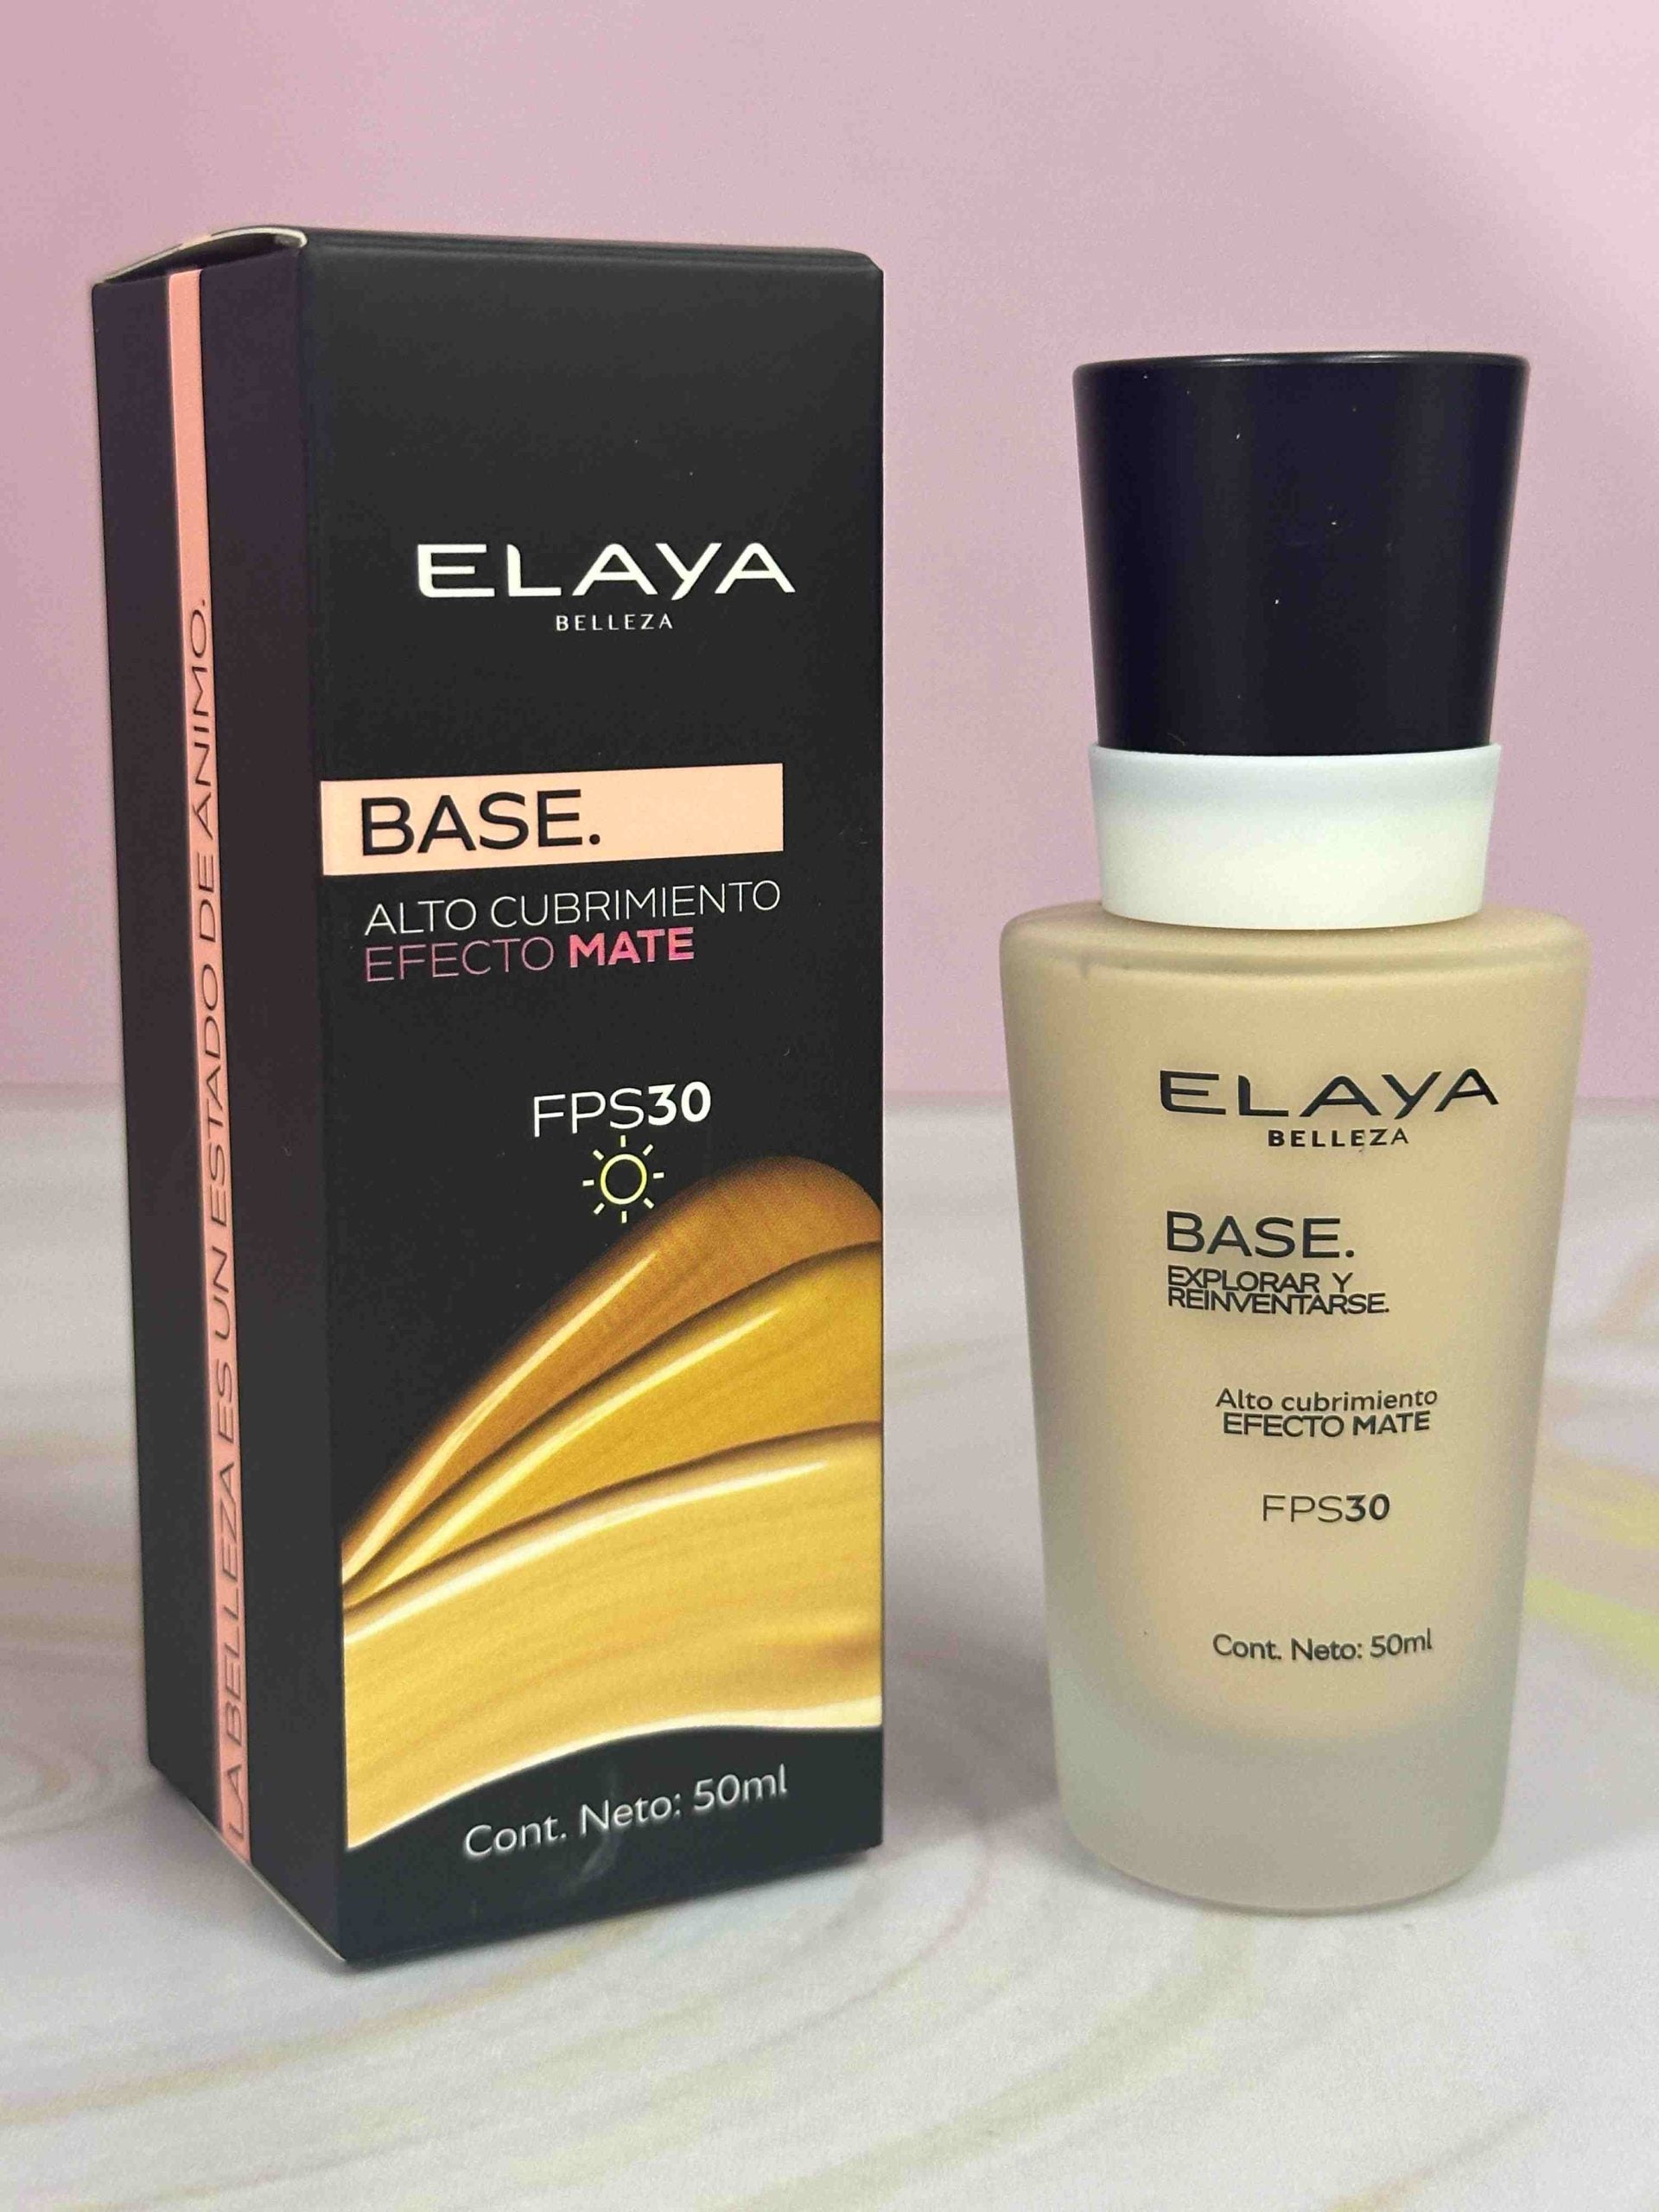 LA BELLEZA ES UN ESTADO DE ÁNIMO.
ELAYA
BELLEZA
BASE.
ALTO CUBRIMIENTO
EFECTO MATE
FPS30
Cont. Neto: 50ml
ELAYA
BELLEZA
BASE.
EXPLORAR Y
REINVENTARSE.
Alto cubrimiento
EFECTO MATE
FPS30
Cont. Neto: 50ml